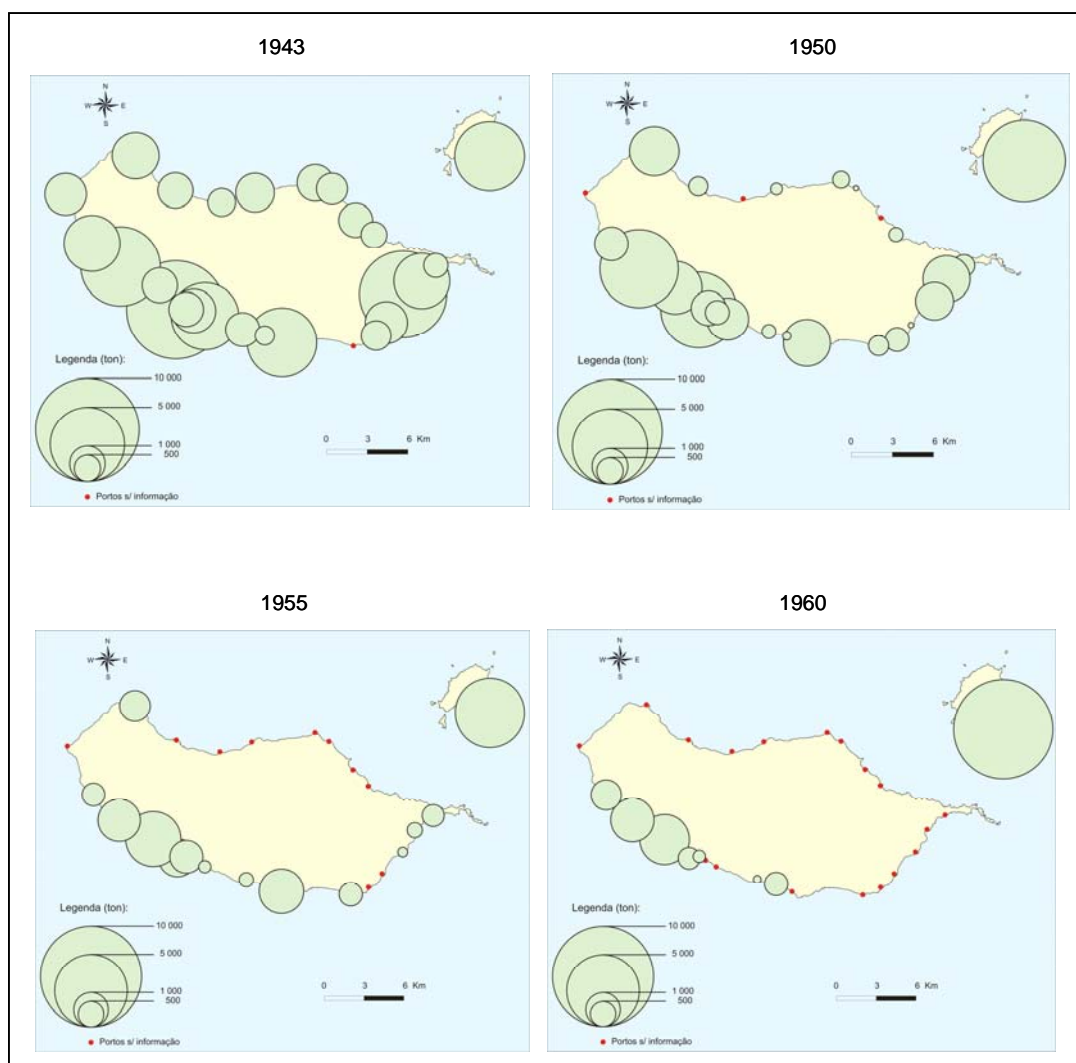 1943
N
W E
S
Legenda (ton):
10 000
5 000
1 000
500
0 3 6 Km
Portos s/ informação
1950
N
W E
S
Legenda (ton):
10 000
5 000
1 000
500
0 3 6 Km
Portos s/ informação
1955
N
W E
S
Legenda (ton):
10 000
5 000
1 000
500
0 3 6 Km
Portos s/ informação
1960
N
W E
S
Legenda (ton):
10 000
5 000
1 000
500
0 3 6 Km
Portos s/ informação